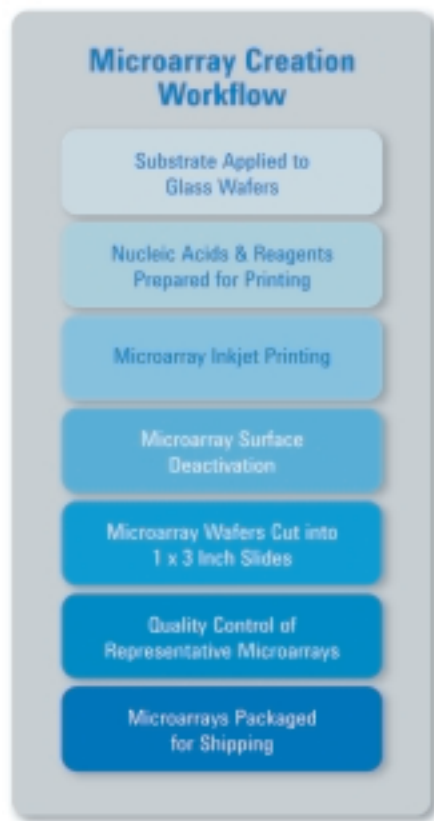 Microarray Creation
Workflow
Substrate Applied to
Glass Wafers
Nucleic Acids & Reagents
Prepared for Printing
Microarray Inkjet Printing
Microarray Surface
Deactivation
Microarray Wafers Cut into
1 x 3 Inch Slides
Quality Control of
Representative Microarrays
Microarrays Packaged
for Shipping